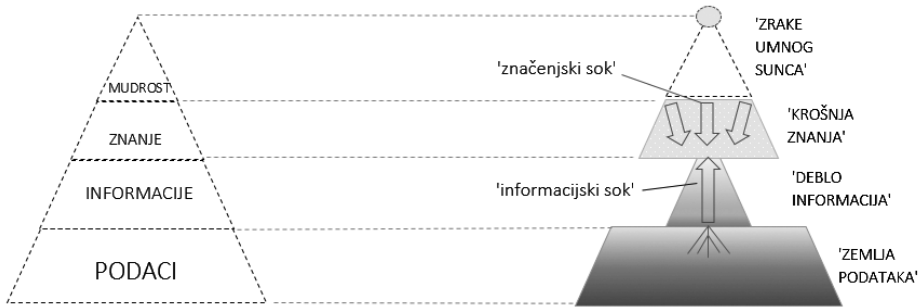 MUDROST
ZNANJE
INFORMACIJE
PODACI
'značenjski sok'
'informacijski sok'
'ZRAKE
UMNOG
SUNCA'
'KROŠNJA
ZNANJA'
'DEBLO
INFORMACIJA'
'ZEMLJA
PODATAKA'